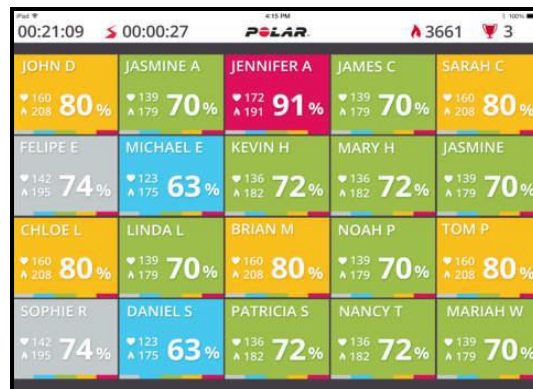 iPad 4:15 PM 100%
00:21:09 00:00:27 POLAR. 3661 3
JOHN D JASMINE A JENNIFER A JAMES C SARAH C
160 139 172 139 160
208 80% 179 70% 191 91% 179 70% 208 80%
FELIPE E MICHAEL E KEVIN H MARY H JASMINE
142 123 136 136 139
195 74% 175 63% 182 72% 182 72% 179 70%
CHLOE L LINDA L BRIAN M NOAH P TOM P
160 139 160 139 160
208 80% 179 70% 208 80% 179 70% 208 80%
SOPHIE R DANIEL S PATRICIA S NANCY T MARIAH W
142 123 136 136 139
195 74% 175 63% 182 72% 182 72% 179 70%